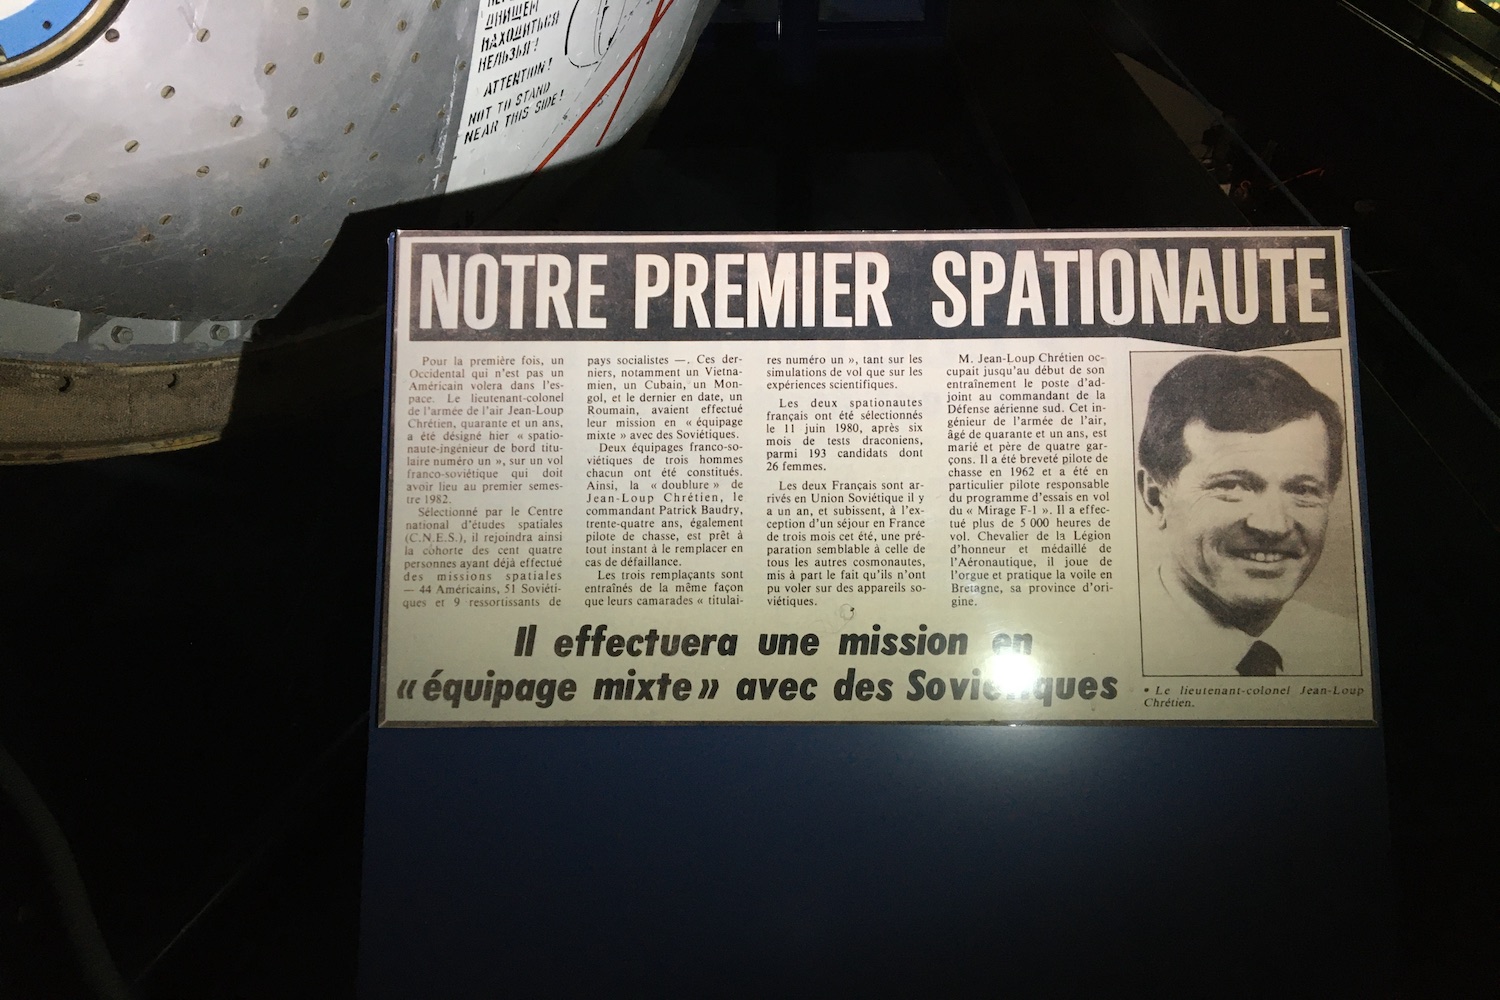 ДНИЩЕМ
НАХОДИТЬСЯ
НЕЛЬЗЯ!
ATTENTION!
NOT TO STAND
NEAR THIS SIDE!
NOTRE PREMIER SPATIONAUTE
Pour la première fois, un
Occidental qui n'est pas un
Américain volera dans l'es-
pace. Le lieutenant-colonel
de l'armée de l'air Jean-Loup
Chrétien, quarante et un ans,
a été désigné hier « spatio-
naute-ingénieur de bord titu-
laire numéro un », sur un vol
franco-soviétique qui doit
avoir lieu au premier semes-
tre 1982.
Sélectionné par le Centre
national d'études spatiales
(C.N.E.S.), il rejoindra ainsi
la cohorte des cent quatre
personnes ayant déjà effectué
des missions spatiales
— 44 Américains, 51 Soviéti-
ques et 9 ressortissants de
pays socialistes —. Ces der-
niers, notamment un Vietna-
mien, un Cubain, un Mon-
gol, et le dernier en date, un
Roumain, avaient effectué
leur mission en « équipage
mixte » avec des Soviétiques.
Deux équipages franco-so-
viétiques de trois hommes
chacun ont été constitués.
Ainsi, la « doublure » de
Jean-Loup Chrétien, le
commandant Patrick Baudry,
trente-quatre ans, également
pilote de chasse, est prêt à
tout instant à le remplacer en
cas de défaillance.
Les trois remplaçants sont
entraînés de la même façon
que leurs camarades « titulai-
res numéro un », tant sur les
simulations de vol que sur les
expériences scientifiques.
Les deux spationautes
français ont été sélectionnés
le 11 juin 1980, après six
mois de tests draconiens,
parmi 193 candidats dont
26 femmes.
Les deux Français sont ar-
rivés en Union Soviétique il y
a un an, et subissent, à l'ex-
ception d'un séjour en France
de trois mois cet été, une pré-
paration semblable à celle de
tous les autres cosmonautes,
mis à part le fait qu'ils n'ont
pu voler sur des appareils so-
viétiques.
M. Jean-Loup Chrétien oc-
cupait jusqu'au début de son
entraînement le poste d'ad-
joint au commandant de la
Défense aérienne sud. Cet in-
génieur de l'armée de l'air,
âgé de quarante et un ans, est
marié et père de quatre gar-
çons. Il a été breveté pilote de
chasse en 1962 et a été en
particulier pilote responsable
du programme d'essais en vol
du « Mirage F-1 ». Il a effec-
tué plus de 5 000 heures de
vol. Chevalier de la Légion
d'honneur et médaillé de
l'Aéronautique, il joue de
l'orgue et pratique la voile en
Bretagne, sa province d'ori-
gine.
Il effectuera une mission en
« équipage mixte » avec des Soviétiques
• Le lieutenant-colonel Jean-Loup
Chrétien.